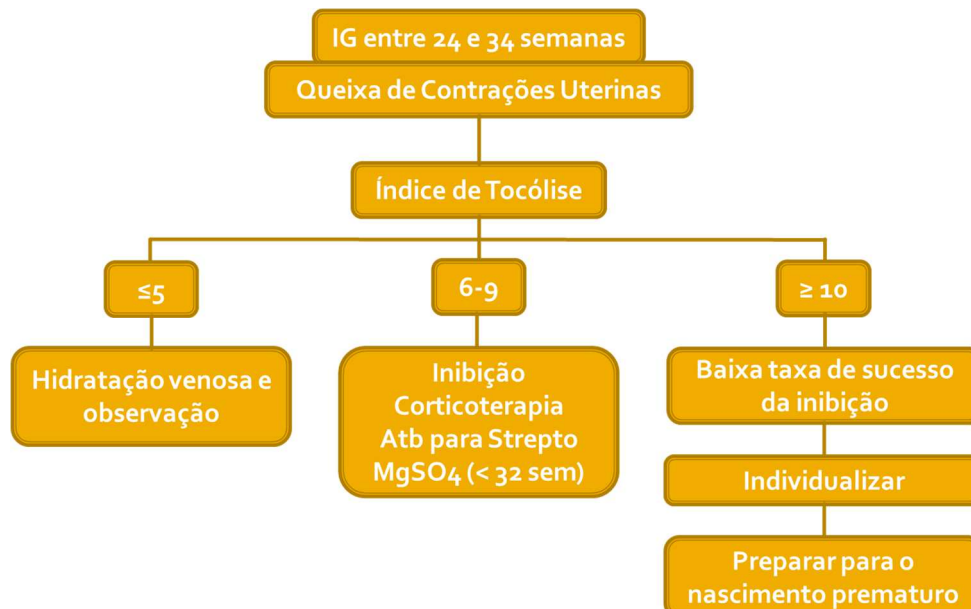 IG entre 24 e 34 semanas
Queixa de Contrações Uterinas
Índice de Tocólise
≤5
6-9
≥ 10
Hidratação venosa e
observação
Inibição
Corticoterapia
Atb para Strepto
MgSO4 (< 32 sem)
Baixa taxa de sucesso
da inibição
Individualizar
Preparar para o
nascimento prematuro